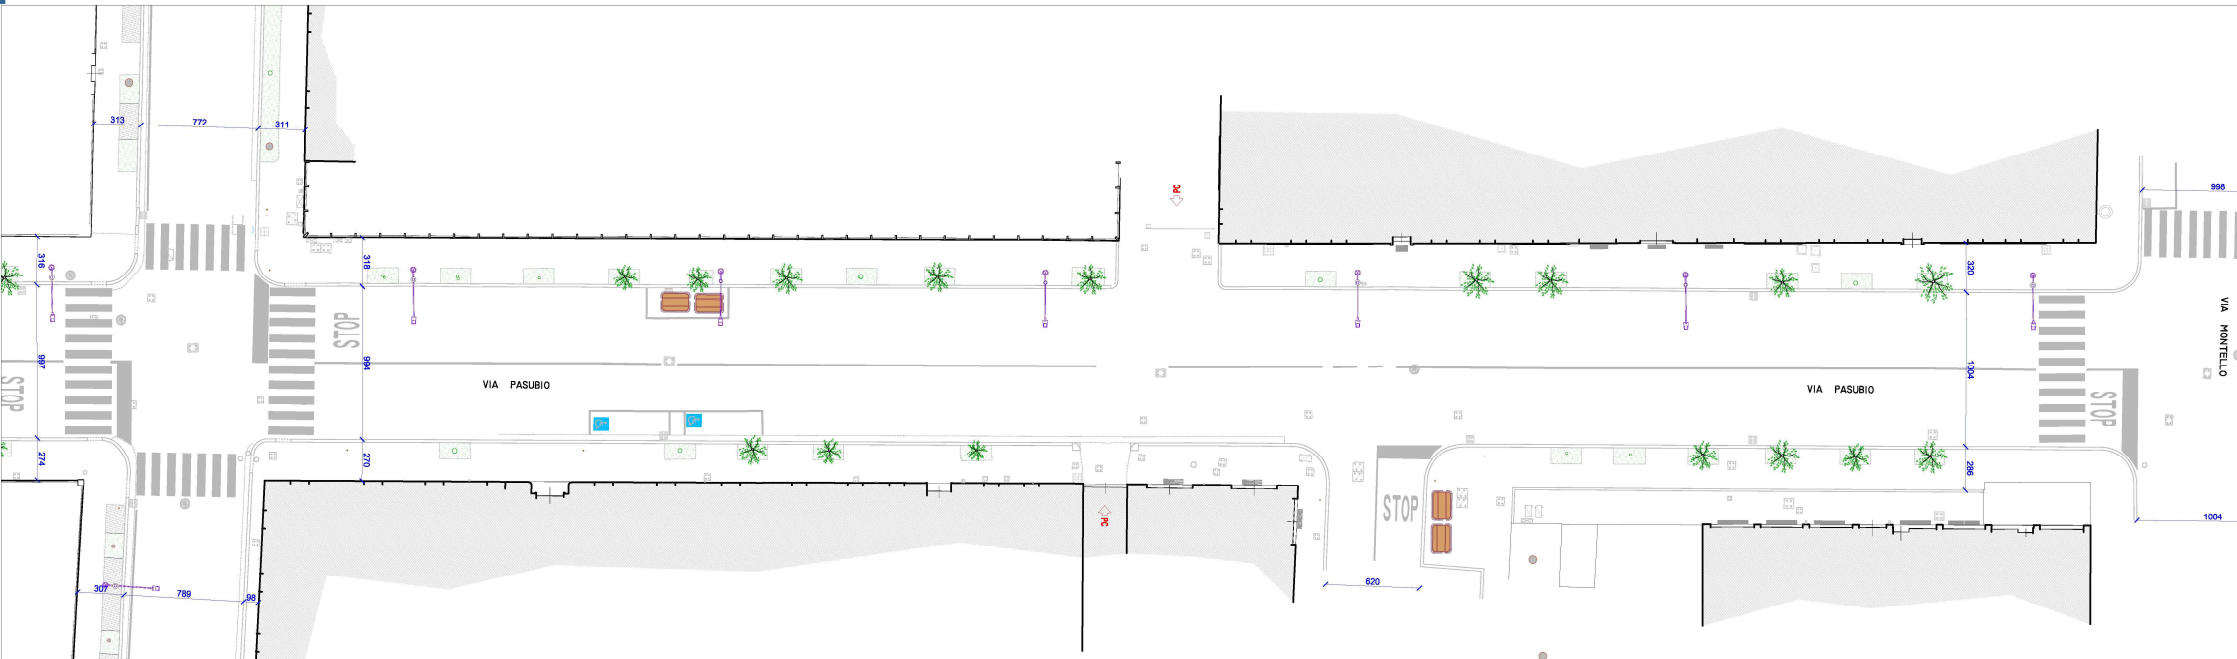 313
772
311
998
PC
316
318
320
VIA MONTELLO
STOP
997
994
1004
STOP
VIA PASUBIO
VIA PASUBIO
STOP
274
270
286
STOP
PC
1004
307
789
98
620